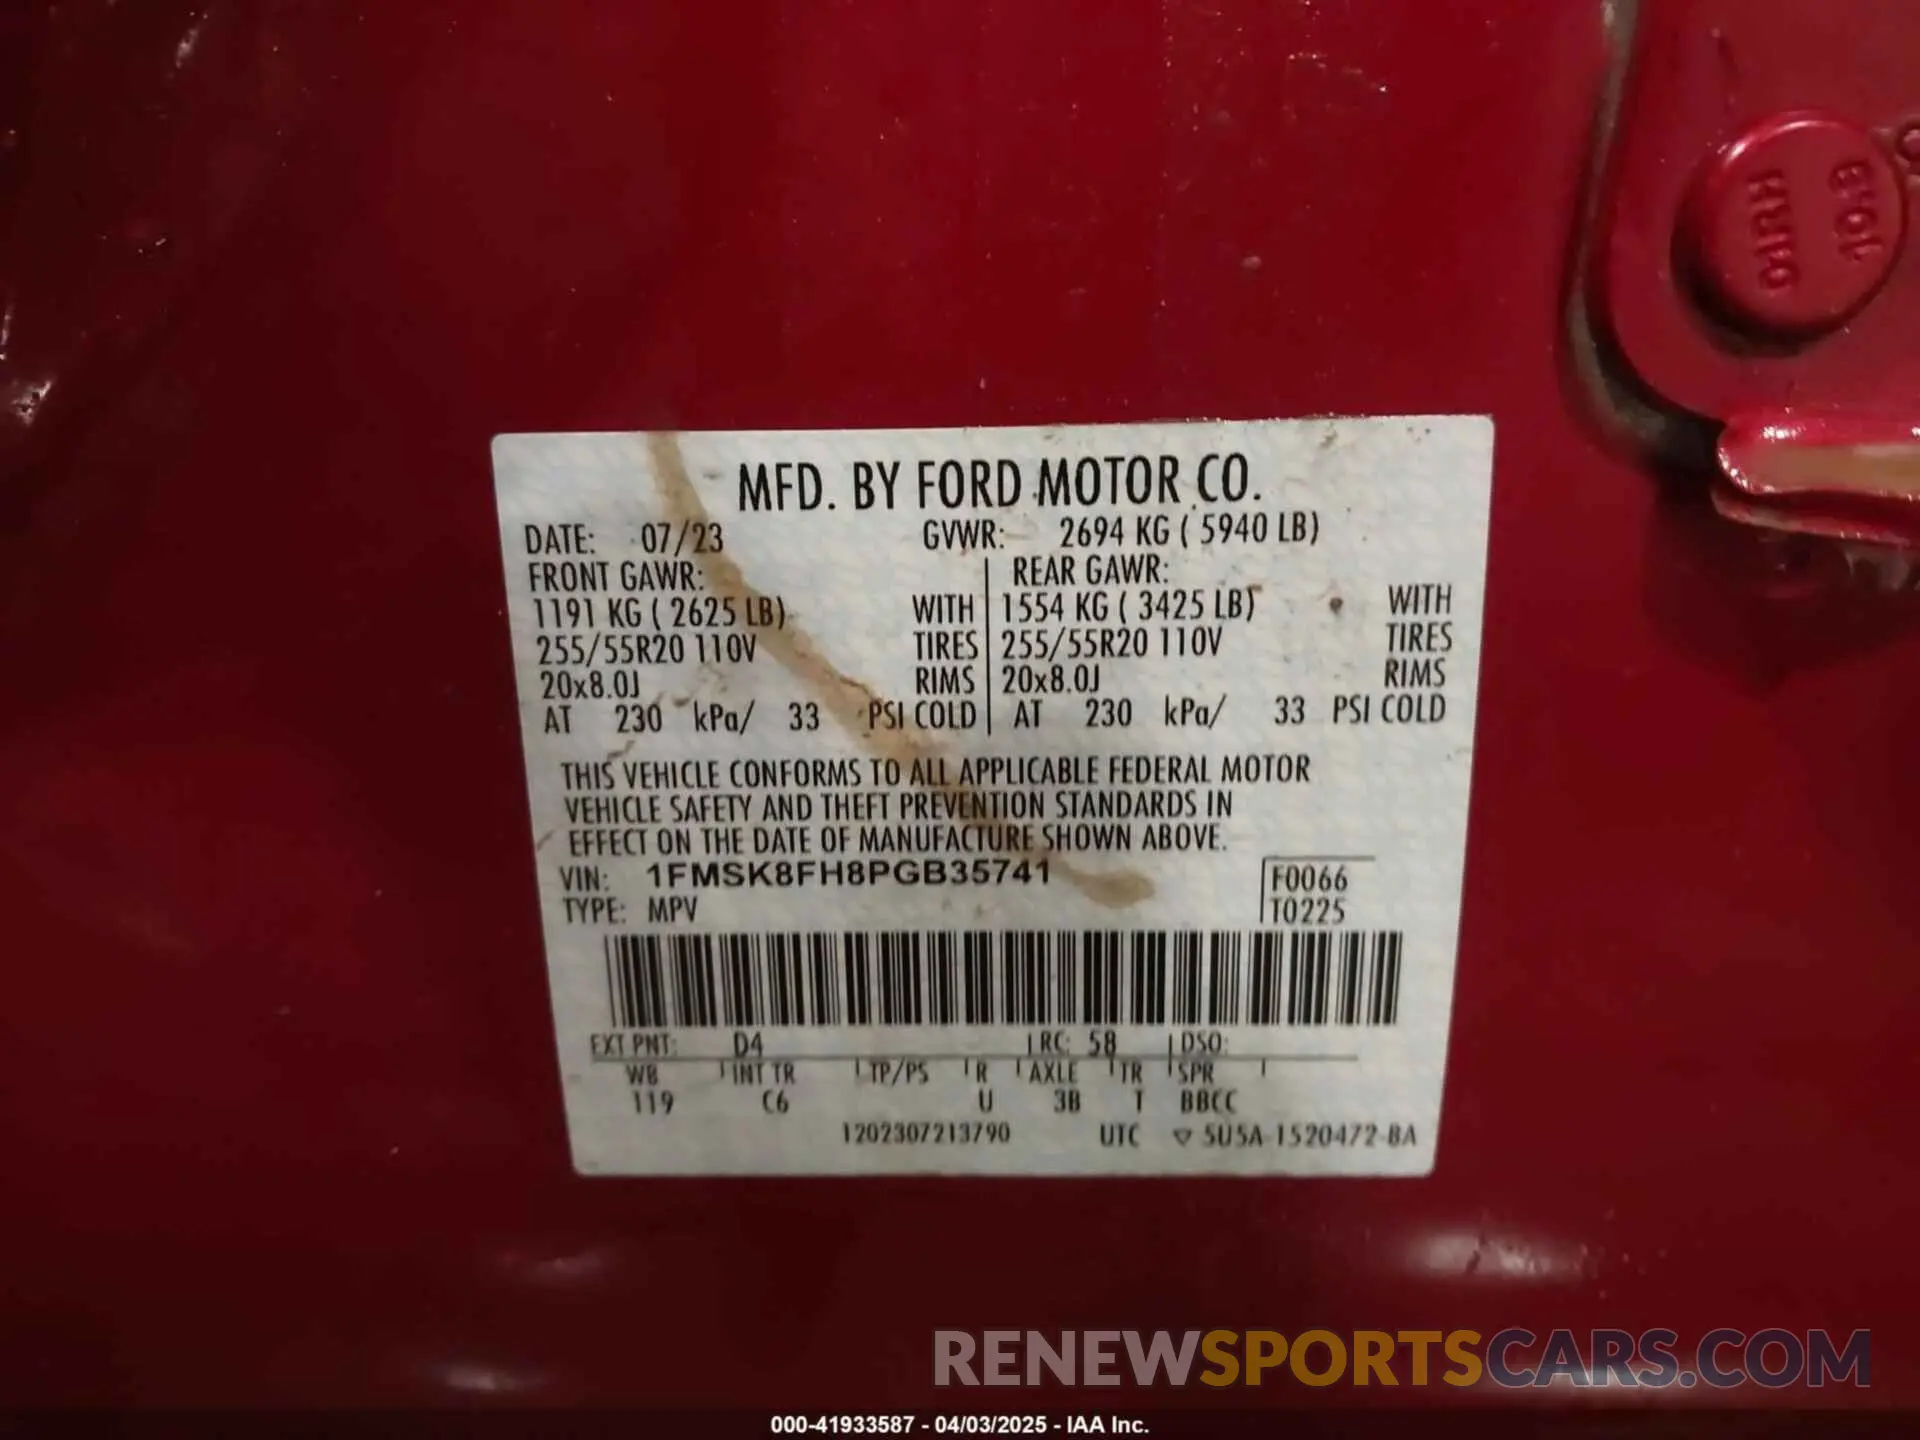 MFD. BY FORD MOTOR CO.
DATE: 07/23 GVWR: 2694 KG ( 5940 LB)
FRONT GAWR: REAR GAWR:
1191 KG ( 2625 LB) WITH 1554 KG ( 3425 LB) WITH
255/55R20 110V TIRES 255/55R20 110V TIRES
20x8.0J RIMS 20x8.0J RIMS
AT 230 kPa/ 33 PSI COLD AT 230 kPa/ 33 PSI COLD
THIS VEHICLE CONFORMS TO ALL APPLICABLE FEDERAL MOTOR
VEHICLE SAFETY AND THEFT PREVENTION STANDARDS IN
EFFECT ON THE DATE OF MANUFACTURE SHOWN ABOVE.
VIN: 1FMSK8FH8PGB35741 F0066
TYPE: MPV T0225
EXT PNT: D4 RC: 58 DSO:
WB INT TR TP/PS R AXLE TR SPR
119 C6 U 3B T BBCC
1202307213790 UTC ▽ 5U5A-1520472-BA
RENEWSPORTSCARS.COM
000-41933587 - 04/03/2025 - IAA Inc.